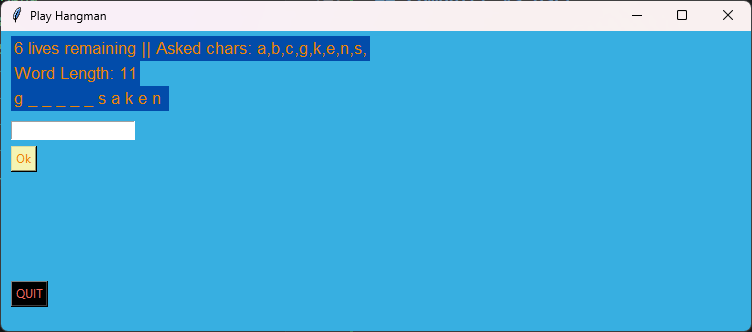 Play Hangman
6 lives remaining || Asked chars: a,b,c,g,k,e,n,s,
Word Length: 11
g _ _ _ _ _ s a k e n
Ok
QUIT